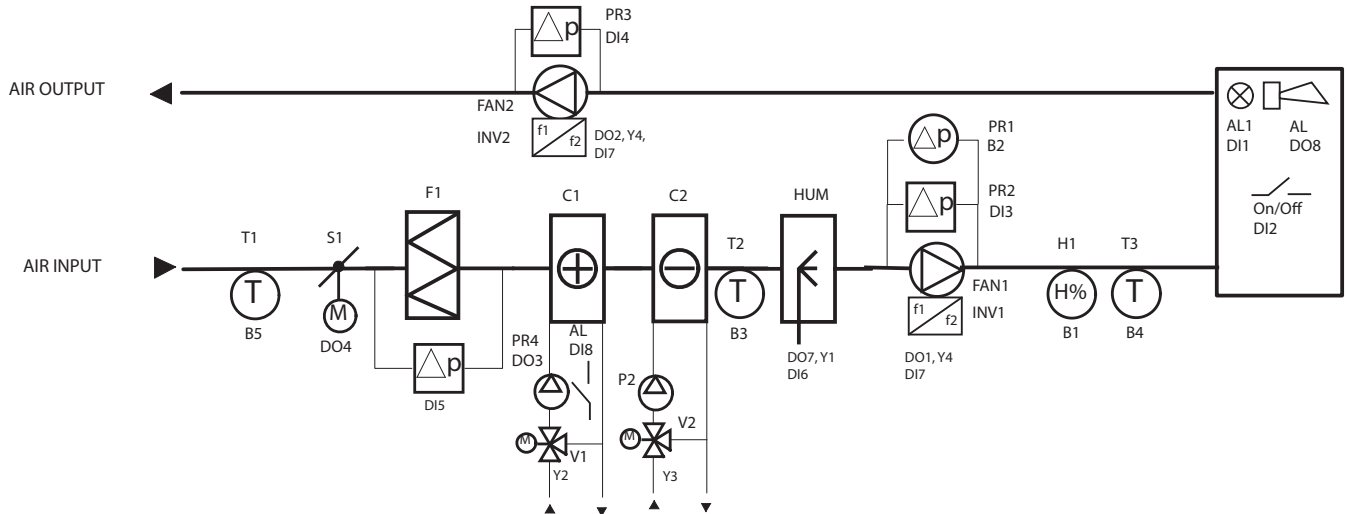 PR3
DI4
p
AIR OUTPUT
FAN2
INV2
f1
f2
DO2, Y4,
DI7
AL1
DI1
AL
DO8
On/Off
DI2
PR1
B2
p
PR2
DI3
p
F1
C1
C2
HUM
T1
S1
T2
H1
T3
AIR INPUT
T
B5
M
DO4
T
B3
FAN1
INV1
f1
f2
H%
B1
T
B4
PR4
DO3
AL
DI8
DO7, Y1
DI6
DO1, Y4
DI7
p
DI5
P2
M
V1
Y2
M
V2
Y3